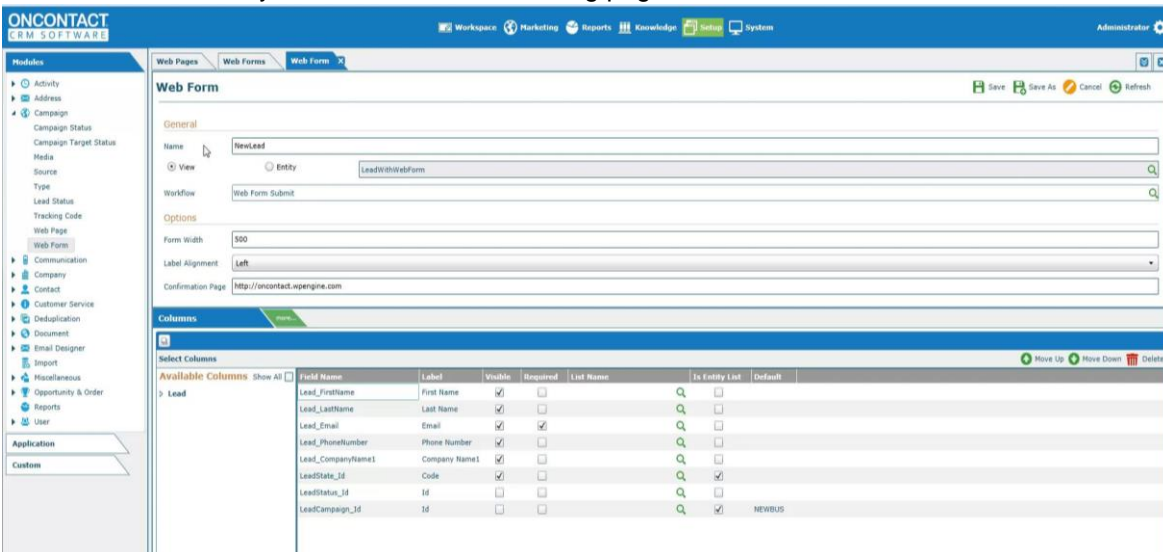 ONCONTACT
CRM SOFTWARE
Workspace Marketing Reports Knowledge Setup System
Administrator
Modules
Activity
Address
Campaign
Campaign Status
Campaign Target Status
Media
Source
Type
Lead Status
Tracking Code
Web Page
Web Form
Communication
Company
Contact
Customer Service
Deduplication
Document
Email Designer
Import
Miscellaneous
Opportunity & Order
Reports
User
Application
Custom
Web Pages Web Forms Web Form X
Web Form
Save Save As Cancel Refresh
General
Name NewLead
View Entity LeadWithWebForm
Workflow Web Form Submit
Options
Form Width 500
Label Alignment Left
Confirmation Page http://oncontact.wpengine.com
Columns more...
Select Columns Move Up Move Down Delete
Available Columns Show All
Lead
Field Name Label Visible Required List Name Is Entity List Default
Lead_FirstName First Name
Lead_LastName Last Name
Lead_Email Email
Lead_PhoneNumber Phone Number
Lead_CompanyName1 Company Name1
LeadState_Id Code
LeadStatus_Id Id
LeadCampaign_Id Id NEWBUS